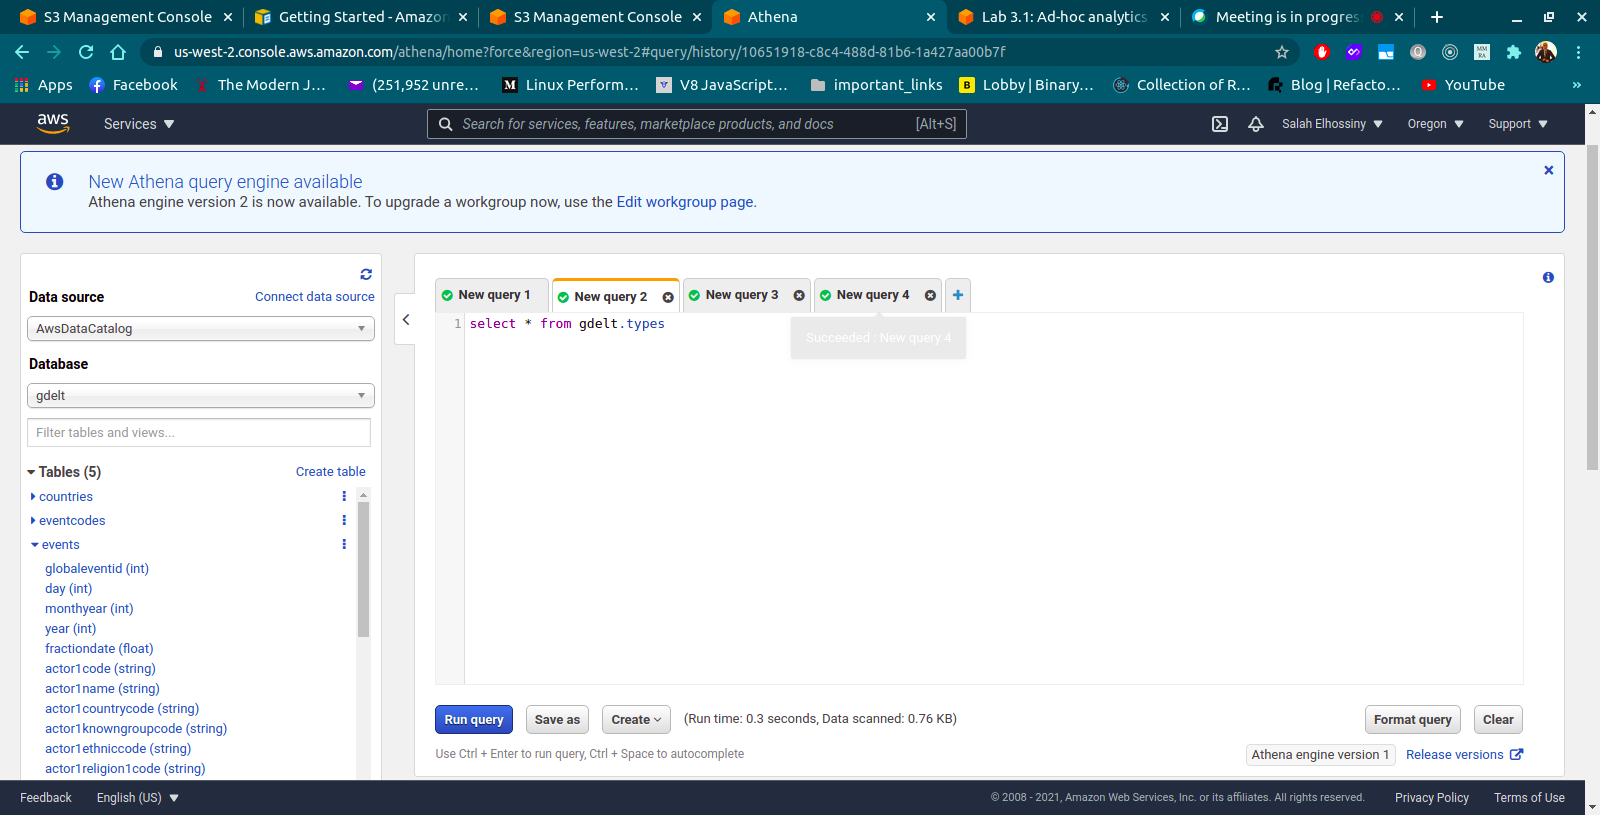 S3 Management Console
Getting Started - Amazon
S3 Management Console
Athena
Lab 3.1: Ad-hoc analytics
Meeting is in progres
us-west-2.console.aws.amazon.com/athena/home?force&region=us-west-2#query/history/10651918-c8c4-488d-81b6-1a427aa00b7f
Apps
Facebook
The Modern J...
(251,952 unre...
Linux Perform...
V8 JavaScript...
important_links
Lobby | Binary...
Collection of R...
Blog | Refacto...
YouTube
»
aws
Services
Search for services, features, marketplace products, and docs
[Alt+S]
Salah Elhossiny
Oregon
Support
New Athena query engine available
Athena engine version 2 is now available. To upgrade a workgroup now, use the Edit workgroup page.
Data source
Connect data source
AwsDataCatalog
Database
gdelt
Filter tables and views...
Tables (5)
Create table
countries
eventcodes
events
globaleventid (int)
day (int)
monthyear (int)
year (int)
fractiondate (float)
actor1code (string)
actor1name (string)
actor1countrycode (string)
actor1knowngroupcode (string)
actor1ethniccode (string)
actor1religion1code (string)
New query 1
New query 2
New query 3
New query 4
1 select * from gdelt.types
Succeeded : New query 4
Run query
Save as
Create
(Run time: 0.3 seconds, Data scanned: 0.76 KB)
Format query
Clear
Use Ctrl + Enter to run query, Ctrl + Space to autocomplete
Athena engine version 1
Release versions
Feedback
English (US)
© 2008 - 2021, Amazon Web Services, Inc. or its affiliates. All rights reserved.
Privacy Policy
Terms of Use